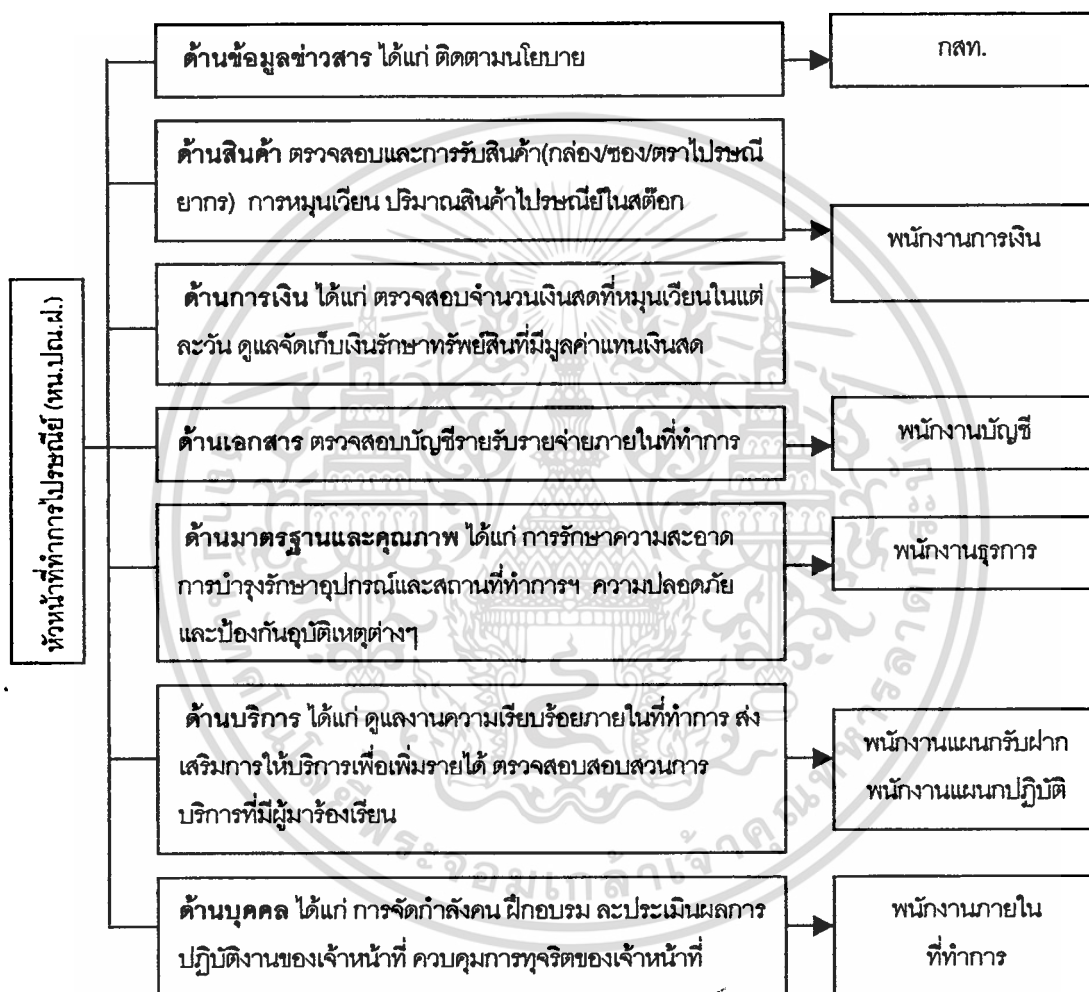 หัวหน้าที่ทำการไปรษณีย์ (หน.ปณ.ฝ.)
ด้านข้อมูลข่าวสาร ได้แก่ ติดตามนโยบาย
กสท.
ด้านสินค้า ตรวจสอบและการรับสินค้า(กล่อง/ซอง/ตราไปรษณี
ยากร) การหมุนเวียน ปริมาณสินค้าไปรษณีย์ในสต๊อก
ด้านการเงิน ได้แก่ ตรวจสอบจำนวนเงินสดที่หมุนเวียนในแต่
ละวัน ดูแลจัดเก็บเงินรักษาทรัพย์สินที่มีมูลค่าแทนเงินสด
พนักงานการเงิน
ด้านเอกสาร ตรวจสอบบัญชีรายรับรายจ่ายภายในที่ทำการ
พนักงานบัญชี
ด้านมาตรฐานและคุณภาพ ได้แก่ การรักษาความสะอาด
การบำรุงรักษาอุปกรณ์และสถานที่ทำการฯ ความปลอดภัย
และป้องกันอุบัติเหตุต่างๆ
พนักงานธุรการ
ด้านบริการ ได้แก่ ดูแลงานความเรียบร้อยภายในที่ทำการ ส่ง
เสริมการให้บริการเพื่อเพิ่มรายได้ ตรวจสอบสอบสวนการ
บริการที่มีผู้มาร้องเรียน
พนักงานแผนกรับฝาก
พนักงานแผนกปฏิบัติ
ด้านบุคคล ได้แก่ การจัดกำลังคน ฝึกอบรม ละประเมินผลการ
ปฏิบัติงานของเจ้าหน้าที่ ควบคุมการทุจริตของเจ้าหน้าที่
พนักงานภายใน
ที่ทำการ